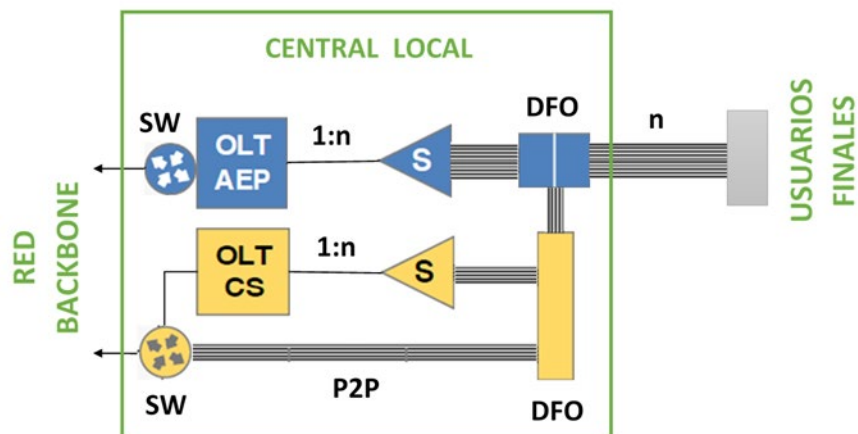 CENTRAL LOCAL
SW
OLT
AEP
1:n
S
DFO
n
USUARIOS
FINALES
RED
BACKBONE
OLT
CS
1:n
S
SW
P2P
DFO